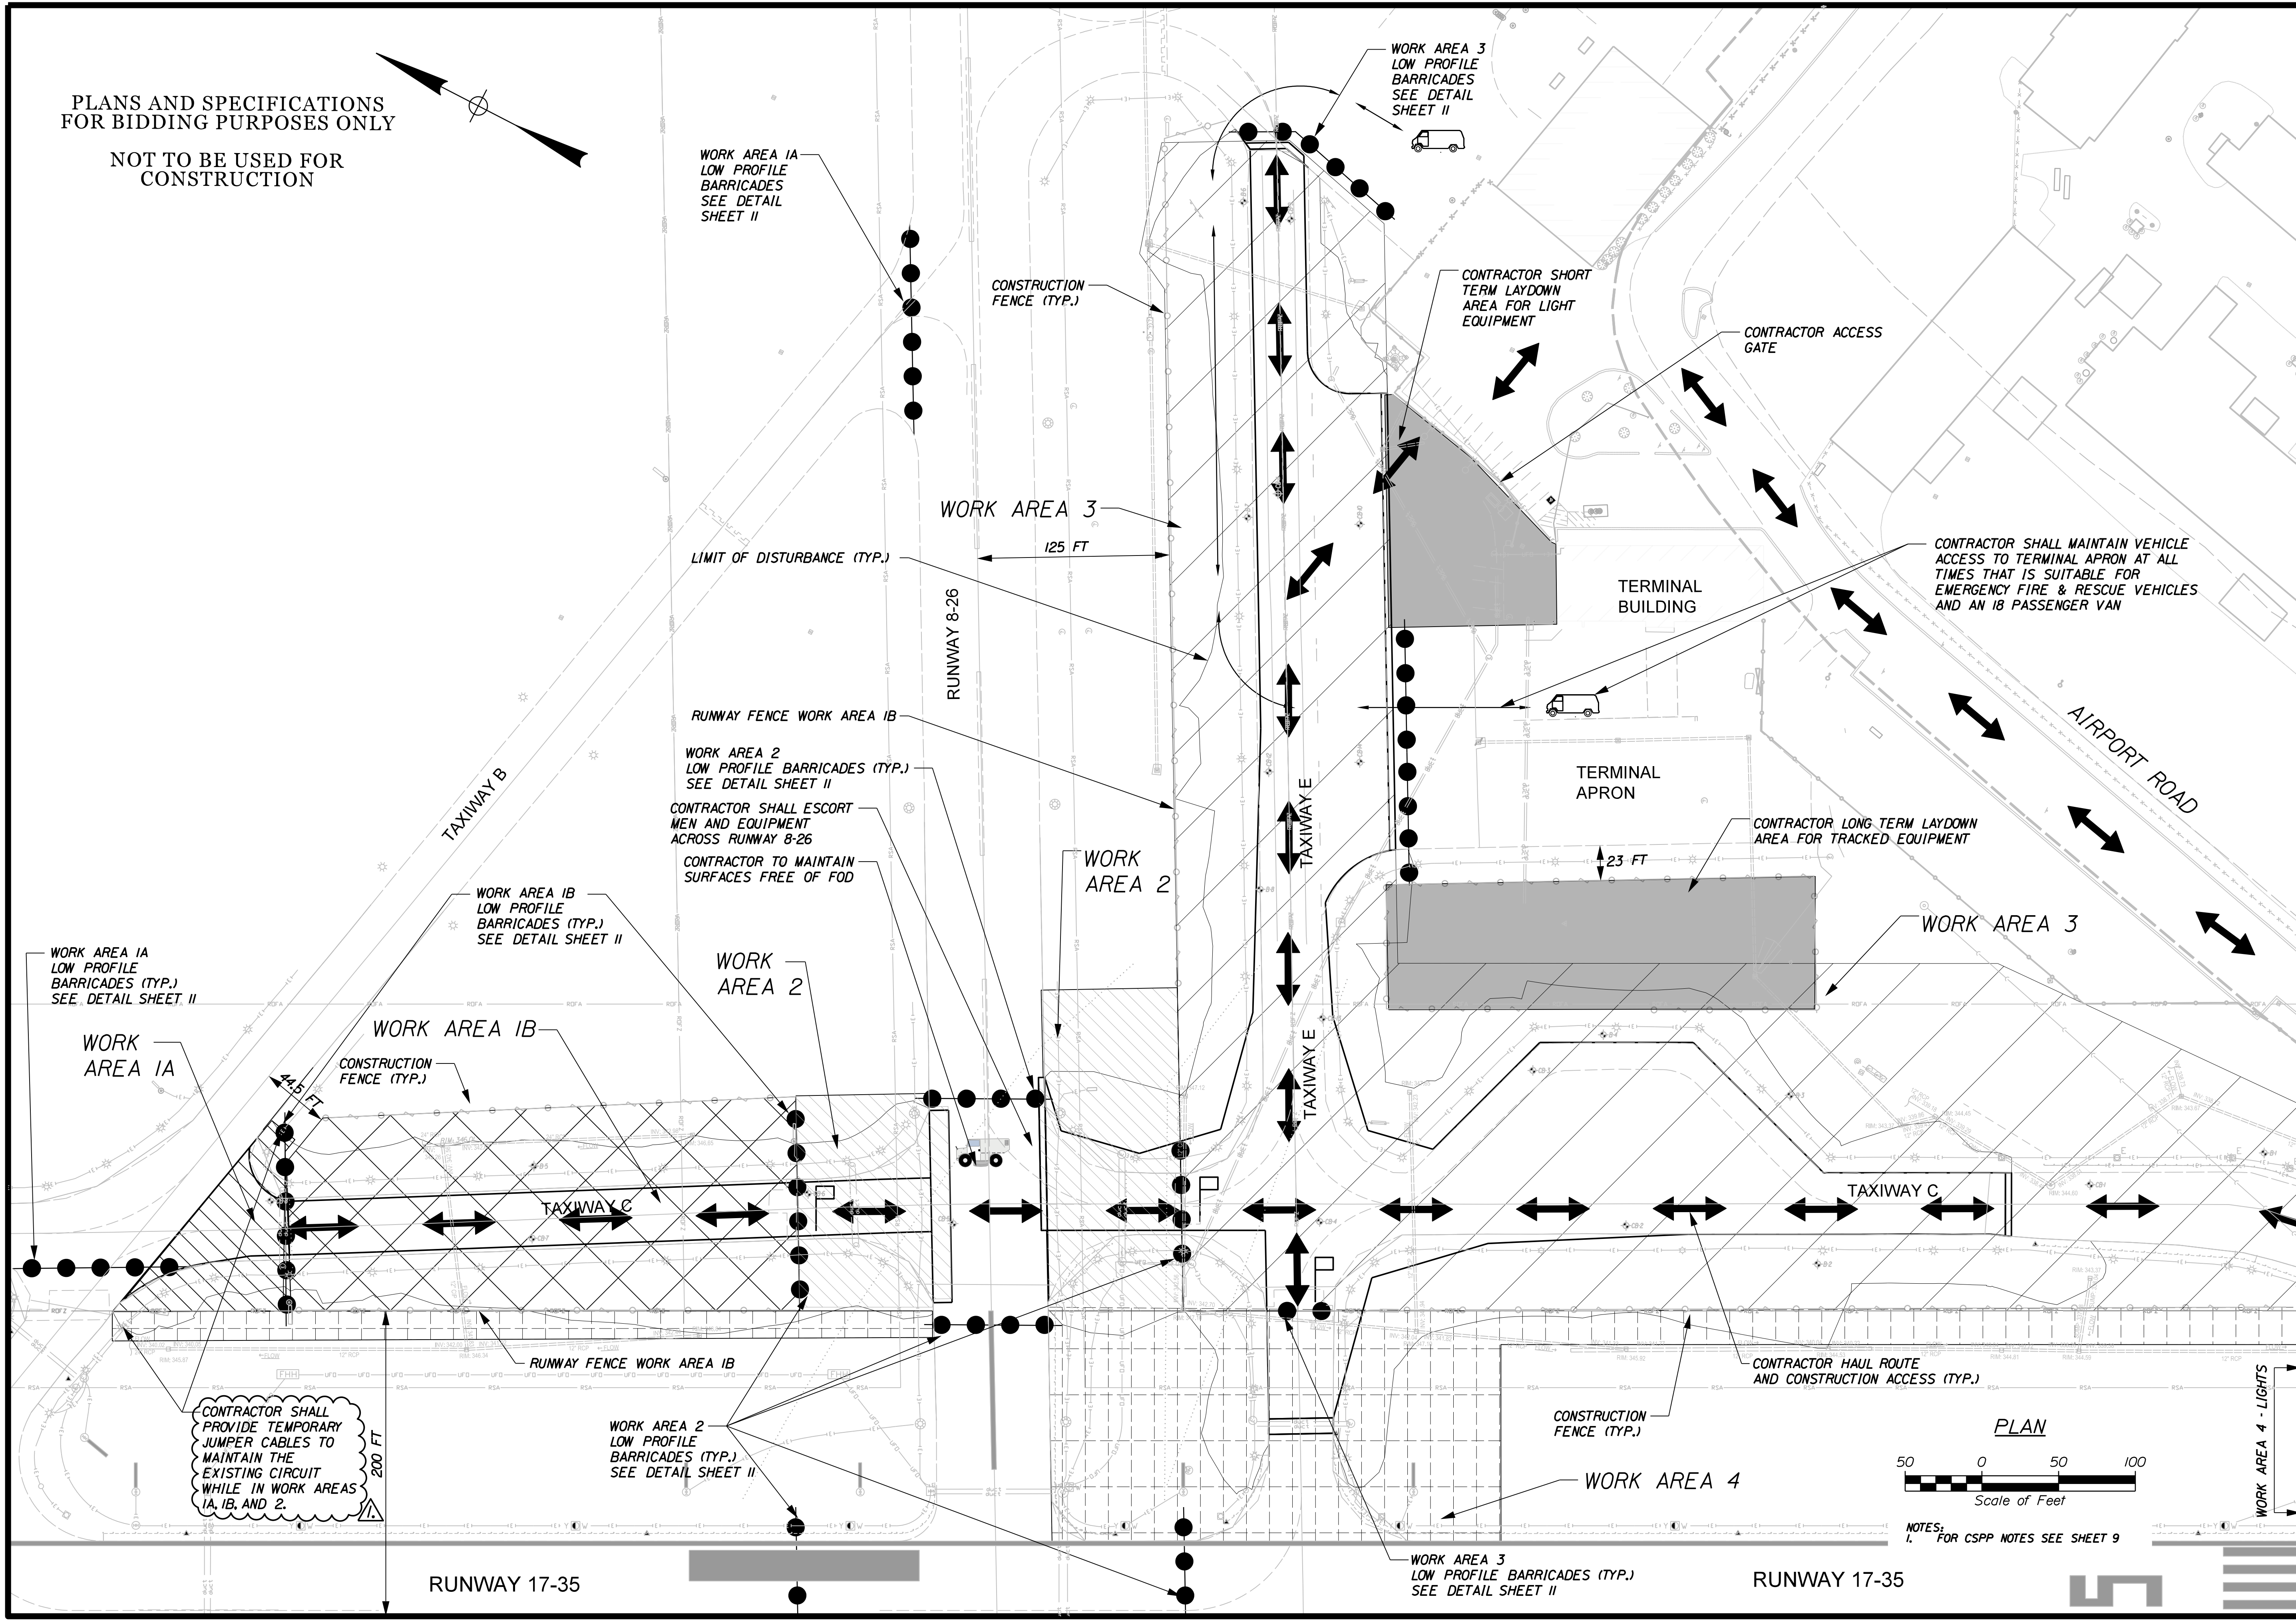 PLANS AND SPECIFICATIONS
FOR BIDDING PURPOSES ONLY
NOT TO BE USED FOR
CONSTRUCTION
WORK AREA 1A
LOW PROFILE
BARRICADES
SEE DETAIL
SHEET 11
WORK AREA 3
LOW PROFILE
BARRICADES
SEE DETAIL
SHEET 11
CONSTRUCTION
FENCE (TYP.)
CONTRACTOR SHORT
TERM LAYDOWN
AREA FOR LIGHT
EQUIPMENT
CONTRACTOR ACCESS
GATE
WORK AREA 3
125 FT
LIMIT OF DISTURBANCE (TYP.)
RUNWAY 8-26
TERMINAL
BUILDING
CONTRACTOR SHALL MAINTAIN VEHICLE
ACCESS TO TERMINAL APRON AT ALL
TIMES THAT IS SUITABLE FOR
EMERGENCY FIRE & RESCUE VEHICLES
AND AN 18 PASSENGER VAN
RUNWAY FENCE WORK AREA 1B
WORK AREA 2
LOW PROFILE BARRICADES (TYP.)
SEE DETAIL SHEET 11
CONTRACTOR SHALL ESCORT
MEN AND EQUIPMENT
ACROSS RUNWAY 8-26
CONTRACTOR TO MAINTAIN
SURFACES FREE OF FOD
TAXIWAY B
TAXIWAY E
TERMINAL
APRON
AIRPORT ROAD
CONTRACTOR LONG TERM LAYDOWN
AREA FOR TRACKED EQUIPMENT
23 FT
WORK
AREA 2
WORK AREA 1B
LOW PROFILE
BARRICADES (TYP.)
SEE DETAIL SHEET 11
WORK AREA 3
WORK AREA 1A
LOW PROFILE
BARRICADES (TYP.)
SEE DETAIL SHEET 11
WORK
AREA 2
WORK
AREA 1A
WORK AREA 1B
CONSTRUCTION
FENCE (TYP.)
44.5 FT
TAXIWAY E
TAXIWAY C
TAXIWAY C
RUNWAY FENCE WORK AREA 1B
CONTRACTOR SHALL
PROVIDE TEMPORARY
JUMPER CABLES TO
MAINTAIN THE
EXISTING CIRCUIT
WHILE IN WORK AREAS
1A, 1B, AND 2.
1.
200 FT
WORK AREA 2
LOW PROFILE
BARRICADES (TYP.)
SEE DETAIL SHEET 11
CONTRACTOR HAUL ROUTE
AND CONSTRUCTION ACCESS (TYP.)
CONSTRUCTION
FENCE (TYP.)
WORK AREA 4
WORK AREA 4 - LIGHTS
PLAN
50 0 50 100
Scale of Feet
NOTES:
1. FOR CSPP NOTES SEE SHEET 9
WORK AREA 3
LOW PROFILE BARRICADES (TYP.)
SEE DETAIL SHEET 11
RUNWAY 17-35
RUNWAY 17-35